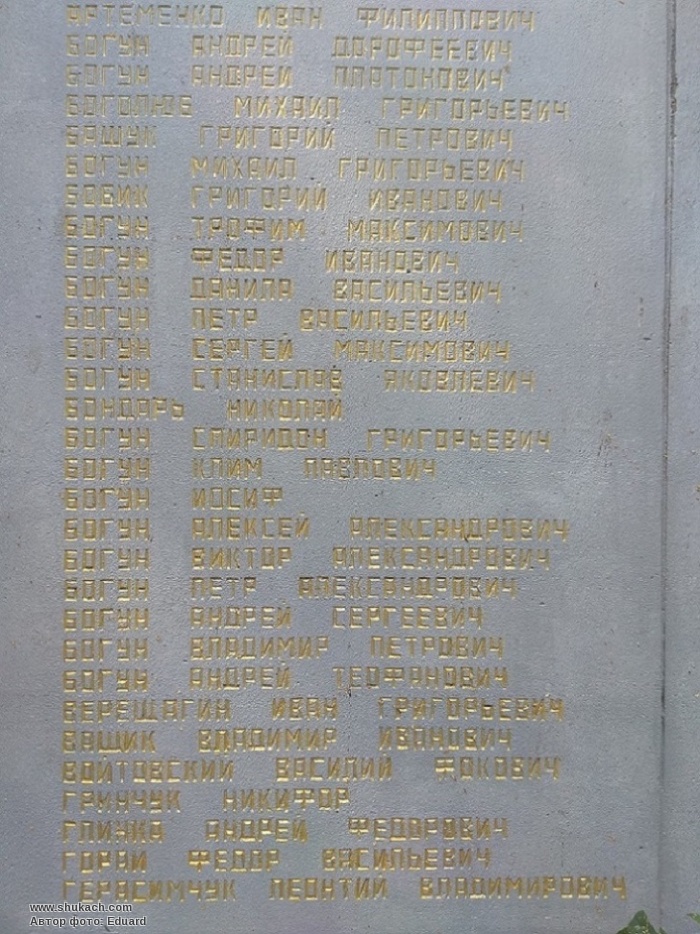 АРТЕМЕНКО ИВАН ФИЛИППОВИЧ
БОГУН АНДРЕЙ ДОРОФЕЕВИЧ
БОГУН АНДРЕЙ ПЛАТОНОВИЧ
БОГОЛЮБ МИХАИЛ ГРИГОРЬЕВИЧ
БАЩУК ГРИГОРИЙ ПЕТРОВИЧ
БОГУН МИХАИЛ ГРИГОРЬЕВИЧ
БОБИК ГРИГОРИЙ ИВАНОВИЧ
БОГУН ТРОФИМ МАКСИМОВИЧ
БОГУН ФЕДОР ИВАНОВИЧ
БОГУН ДАНИЛА ВАСИЛЬЕВИЧ
БОГУН ПЕТР ВАСИЛЬЕВИЧ
БОГУН СЕРГЕЙ МАКСИМОВИЧ
БОГУН СТАНИСЛАВ ЯКОВЛЕВИЧ
БОНДАРЬ НИКОЛАЙ
БОГУН СПИРИДОН ГРИГОРЬЕВИЧ
БОГУН КЛИМ ПАВЛОВИЧ
БОГУН ИОСИФ
БОГУН АЛЕКСЕЙ АЛЕКСАНДРОВИЧ
БОГУН ВИКТОР АЛЕКСАНДРОВИЧ
БОГУН ПЕТР АЛЕКСАНДРОВИЧ
БОГУН АНДРЕЙ СЕРГЕЕВИЧ
БОГУН ВЛАДИМИР ПЕТРОВИЧ
БОГУН АНДРЕЙ ТЕОФАНОВИЧ
ВЕРЕЩАГИН ИВАН ГРИГОРЬЕВИЧ
ВАЩИК ВЛАДИМИР ИВАНОВИЧ
ВОЙТОВСКИЙ ВАСИЛИЙ ФОКОВИЧ
ГРИНЧУК НИКИФОР
ГЛИНКА АНДРЕЙ ФЕДОРОВИЧ
ГОРАЙ ФЕДОР ВАСИЛЬЕВИЧ
ГЕРАСИМЧУК ЛЕОНТИЙ ВЛАДИМИРОВИЧ
www.shukach.com
Автор фото: Eduard